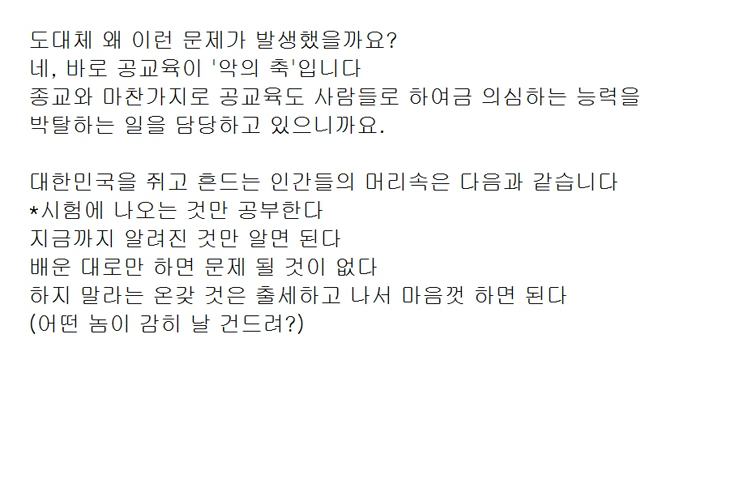 도대체 왜 이런 문제가 발생했을까요?
네, 바로 공교육이 '악의 축'입니다
종교와 마찬가지로 공교육도 사람들로 하여금 의심하는 능력을
박탈하는 일을 담당하고 있으니까요.
대한민국을 쥐고 흔드는 인간들의 머리속은 다음과 같습니다
*시험에 나오는 것만 공부한다
지금까지 알려진 것만 알면 된다
배운 대로만 하면 문제 될 것이 없다
하지 말라는 온갖 것은 출세하고 나서 마음껏 하면 된다
(어떤 놈이 감히 날 건드려?)